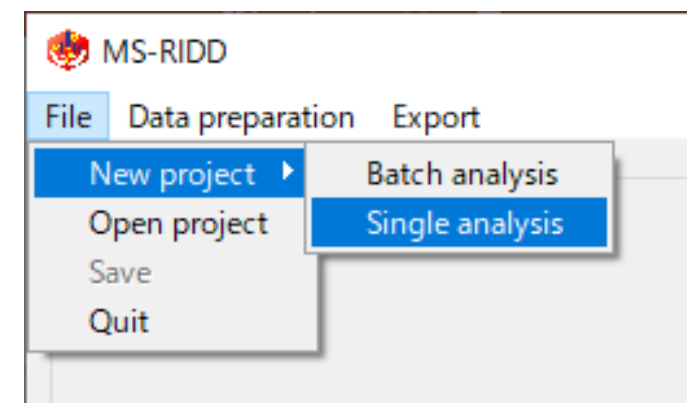 MS-RIDD
File Data preparation Export
New project Batch analysis
Open project Single analysis
Save
Quit